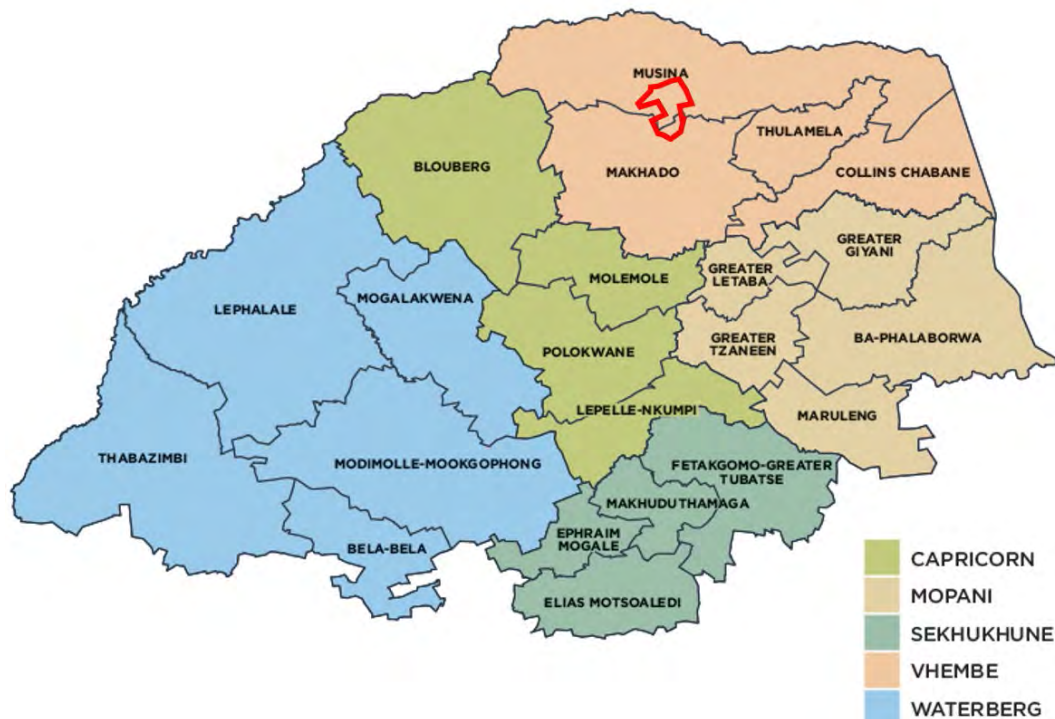 MUSINA
THULAMELA
BLOUBERG
MAKHADO
COLLINS CHABANE
GREATER
GIYANI
MOLEMOLE
GREATER
LETABA
LEPHALALE
MOGALAKWENA
POLOKWANE
GREATER
TZANEEN
BA-PHALABORWA
LEPELLE-NKUMPI
MARULENG
THABAZIMBI
MODIMOLLE-MOOKGOPHONG
FETAKGOMO-GREATER
TUBATSE
MAKHUDUTHAMAGA
EPHRAIM
MOGALE
BELA-BELA
ELIAS MOTSOALEDI
CAPRICORN
MOPANI
SEKHUKHUNE
VHEMBE
WATERBERG